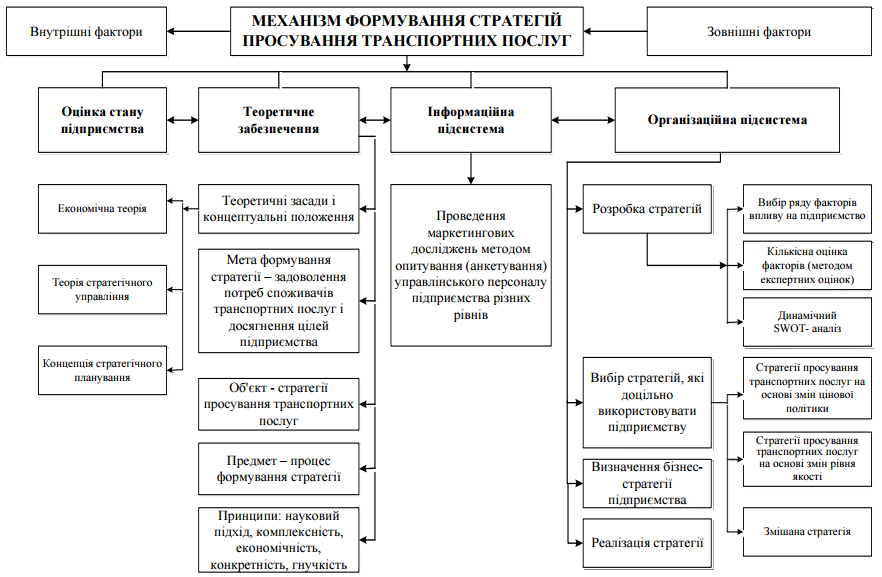 Внутрішні фактори
МЕХАНІЗМ ФОРМУВАННЯ СТРАТЕГІЙ
ПРОСУВАННЯ ТРАНСПОРТНИХ ПОСЛУГ
Зовнішні фактори
Оцінка стану
підприємства
Теоретичне
забезпечення
Інформаційна
підсистема
Організаційна підсистема
Економічна теорія
Теорія стратегічного
управління
Концепція стратегічного
планування
Теоретичні засади і
концептуальні положення
Мета формування
стратегії – задоволення
потреб споживачів
транспортних послуг і
досягнення цілей
підприємства
Об'єкт - стратегії
просування транспортних
послуг
Предмет – процес
формування стратегії
Принципи: науковий
підхід, комплексність,
економічність,
конкретність, гнучкість
Проведення
маркетингових
досліджень методом
опитування (анкетування)
управлінського персоналу
підприємства різних
рівнів
Розробка стратегій
Вибір стратегій, які
доцільно
використовувати
підприємству
Визначення бізнес-
стратегії
підприємства
Реалізація стратегії
Вибір ряду факторів
впливу на підприємство
Кількісна оцінка
факторів (методом
експертних оцінок)
Динамічний
SWOT- аналіз
Стратегії просування
транспортних послуг на
основі змін цінової
політики
Стратегії просування
транспортних послуг
на основі змін рівня
якості
Змішана стратегія